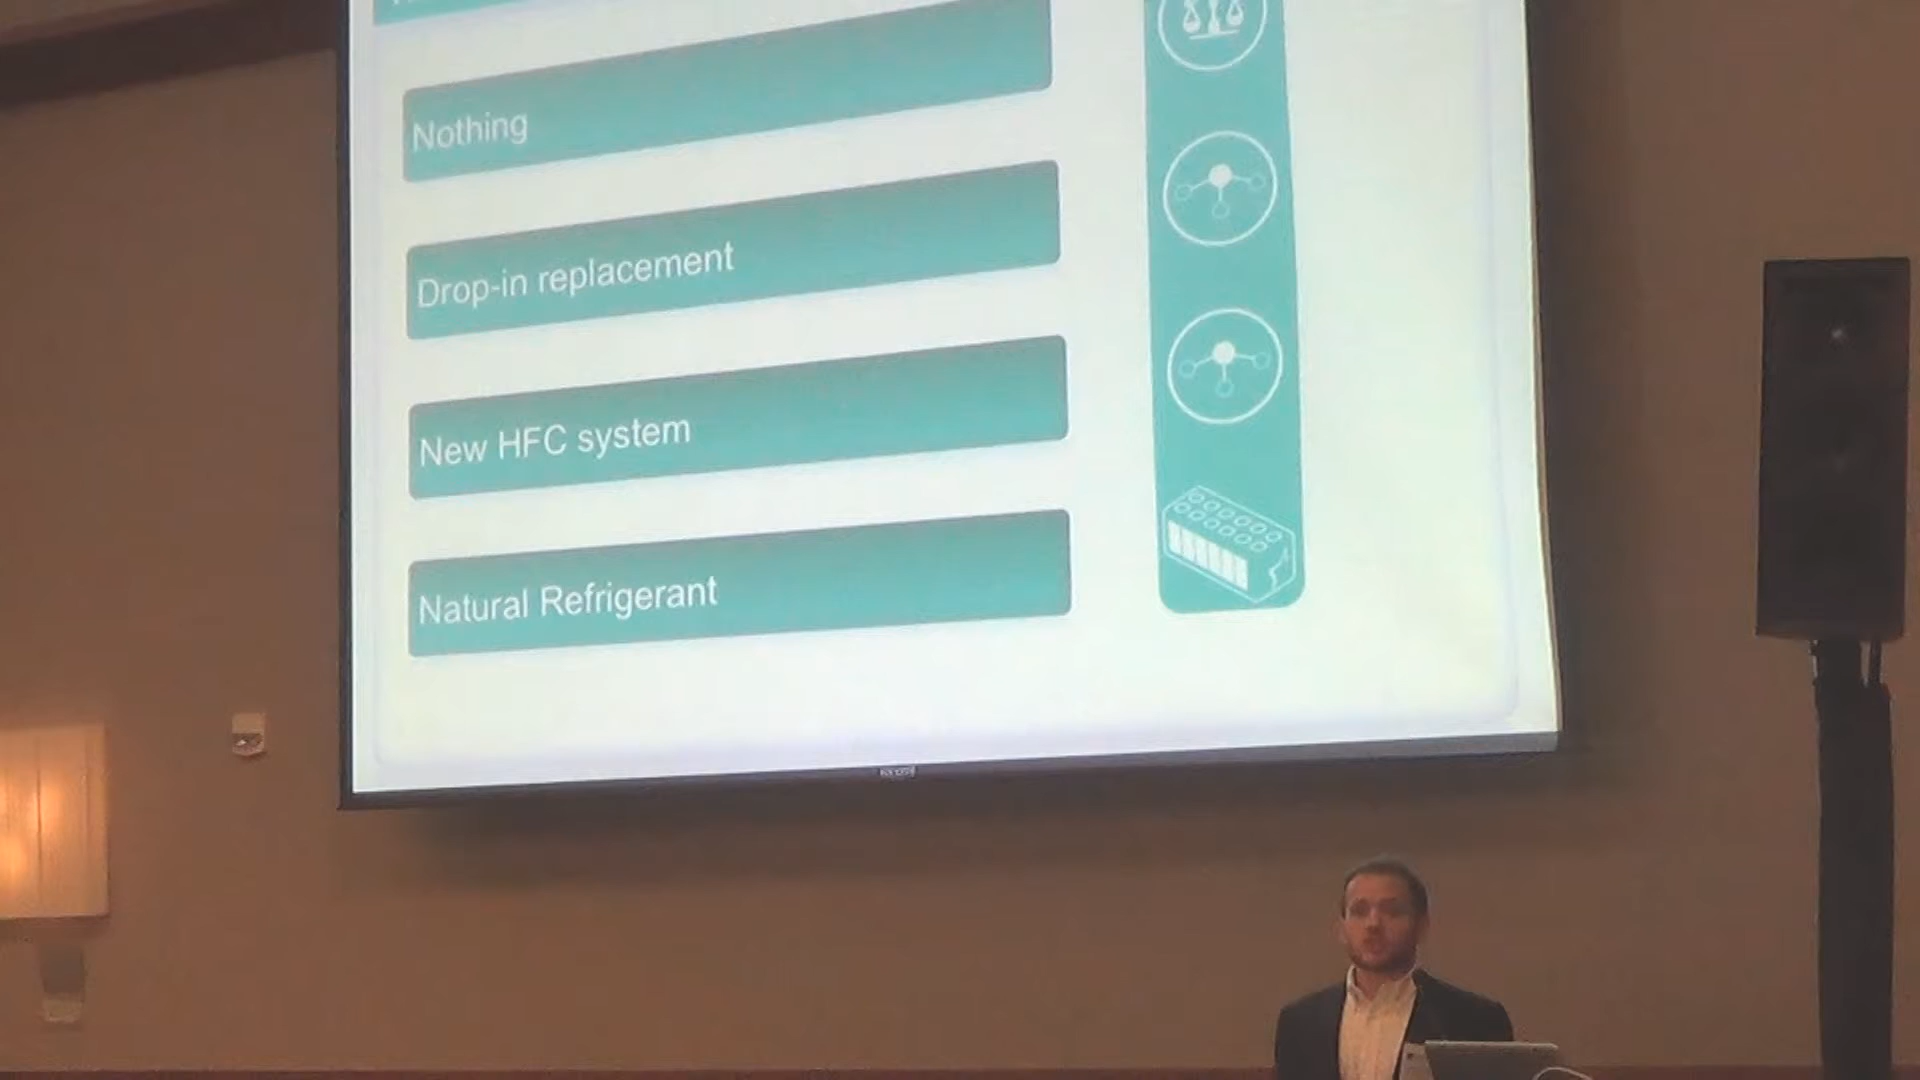 Nothing
Drop-in replacement
New HFC system
Natural Refrigerant